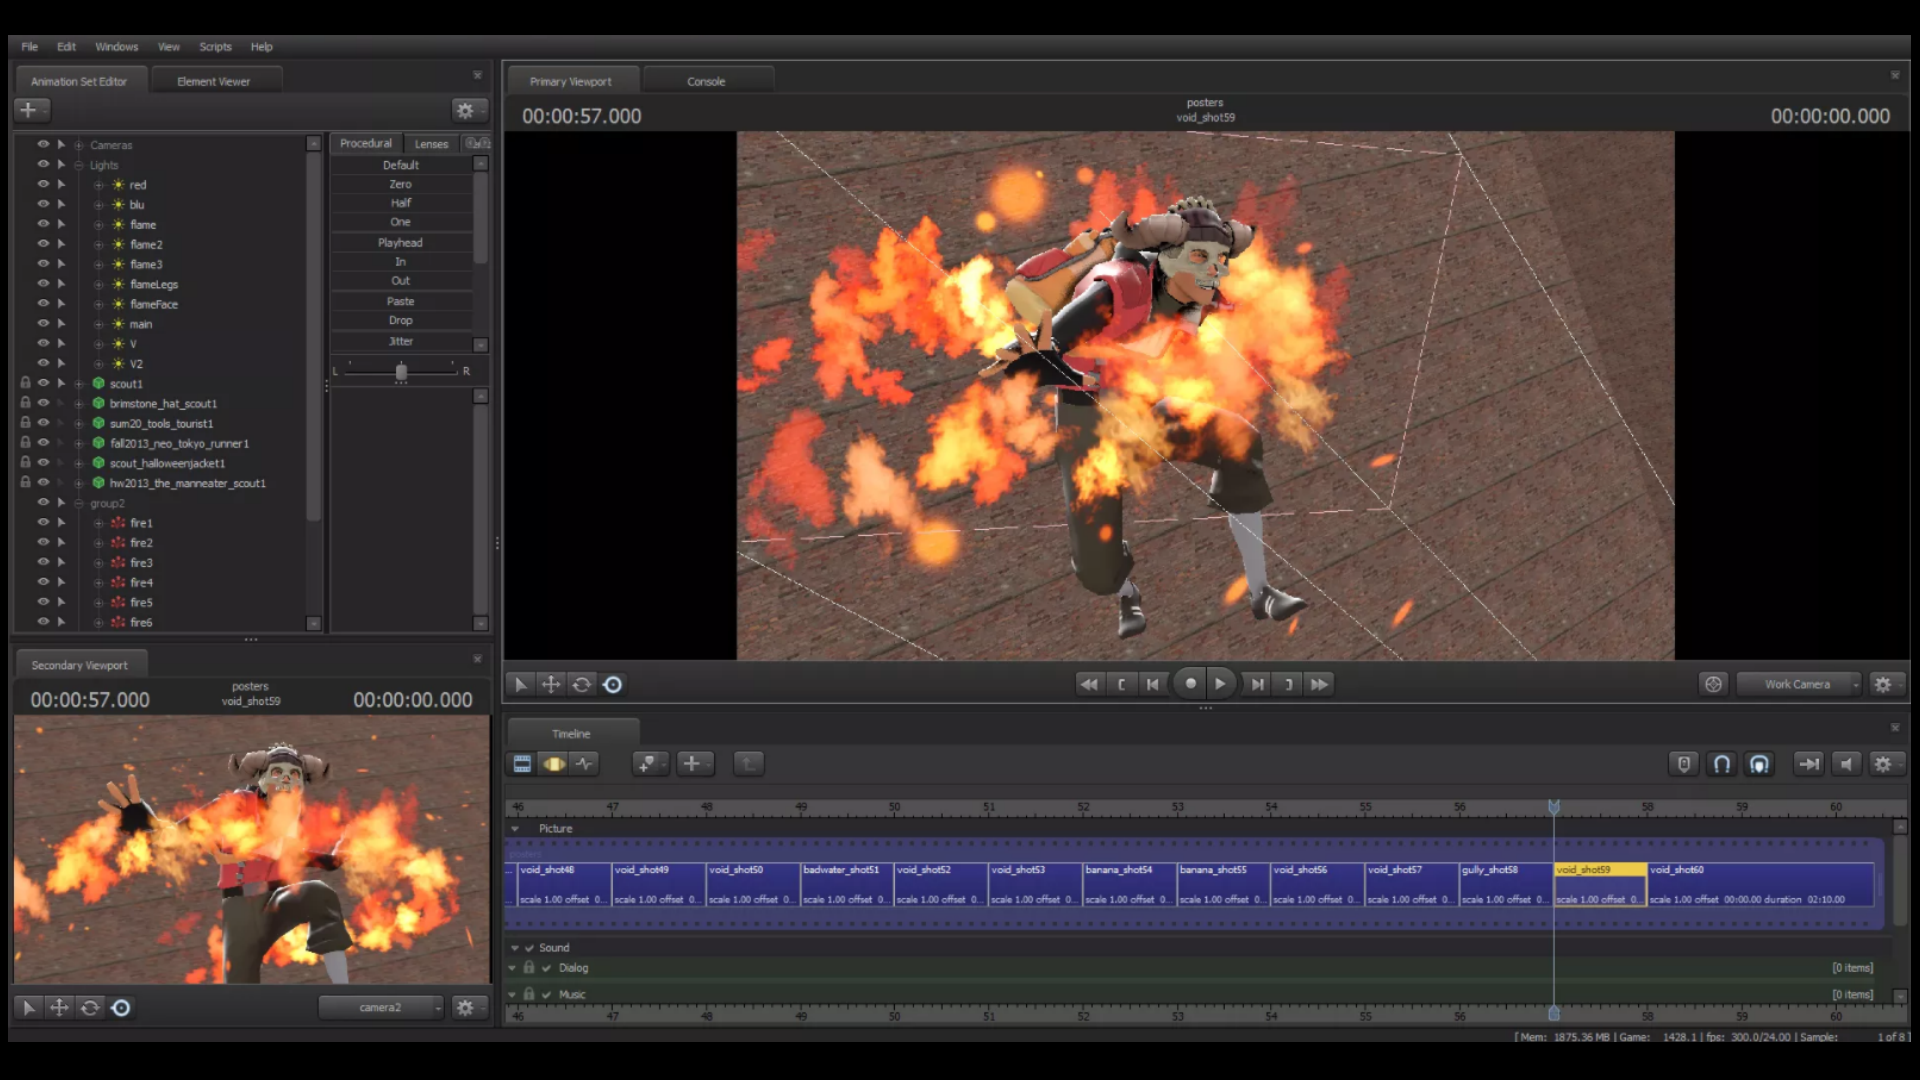 File Edit Windows View Scripts Help
Animation Set Editor Element Viewer
Cameras
Lights
red
blu
flame
flame2
flame3
flameLegs
flameFace
main
V
V2
scout1
brimstone_hat_scout1
sum20_tools_tourist1
fall2013_neo_tokyo_runner1
scout_halloweenjacket1
hw2013_the_manneater_scout1
group2
fire1
fire2
fire3
fire4
fire5
fire6
Procedural Lenses
Default
Zero
Half
One
Playhead
In
Out
Paste
Drop
Jitter
L R
Secondary Viewport
00:00:57.000 posters 00:00:00.000
void_shot59
camera2
Primary Viewport Console
00:00:57.000 posters 00:00:00.000
void_shot59
Work Camera
Timeline
46 47 48 49 50 51 52 53 54 55 56 58 59 60
Picture
posters
... void_shot48 void_shot49 void_shot50 badwater_shot51 void_shot52 void_shot53 banana_shot54 banana_shot55 void_shot56 void_shot57 gully_shot58 void_shot59 void_shot60
... scale 1.00 offset 0... scale 1.00 offset 0... scale 1.00 offset 0... scale 1.00 offset 0... scale 1.00 offset 0... scale 1.00 offset 0... scale 1.00 offset 0... scale 1.00 offset 0... scale 1.00 offset 0... scale 1.00 offset 0... scale 1.00 offset 0... scale 1.00 offset 0... scale 1.00 offset 00:00.00 duration 02:10.00
Sound
Dialog [0 items]
Music [0 items]
46 47 48 49 50 51 52 53 54 55 56 58 59 60
[ Mem: 1875.36 MB | Game: 1428.1 | fps: 300.0/24.00 | Sample: 1 of 8 ]